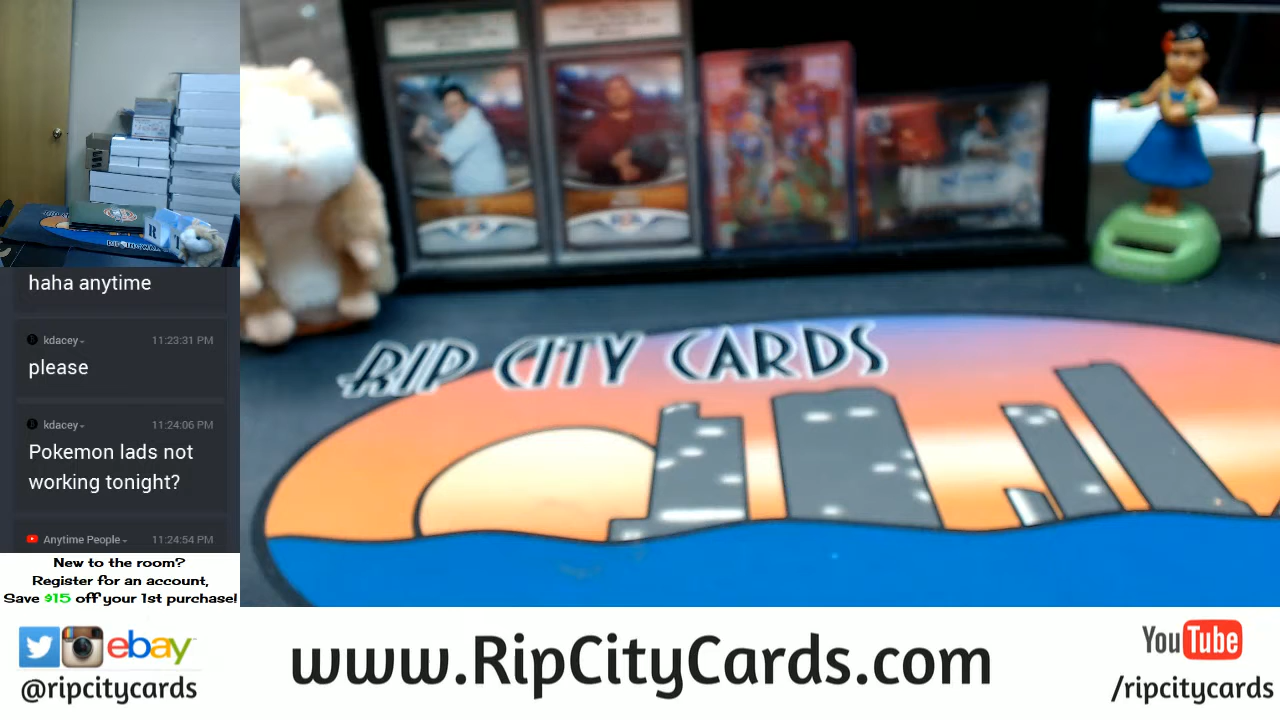 haha anytime
kdacey
11:23:31 PM
please
kdacey
11:24:06 PM
Pokemon lads not
working tonight?
Anytime People
11:24:54 PM
New to the room?
Register for an account,
Save $15 off your 1st purchase!
RIP CITY CARDS
ebay
@ripcitycards
www.RipCityCards.com
YouTube
/ripcitycards